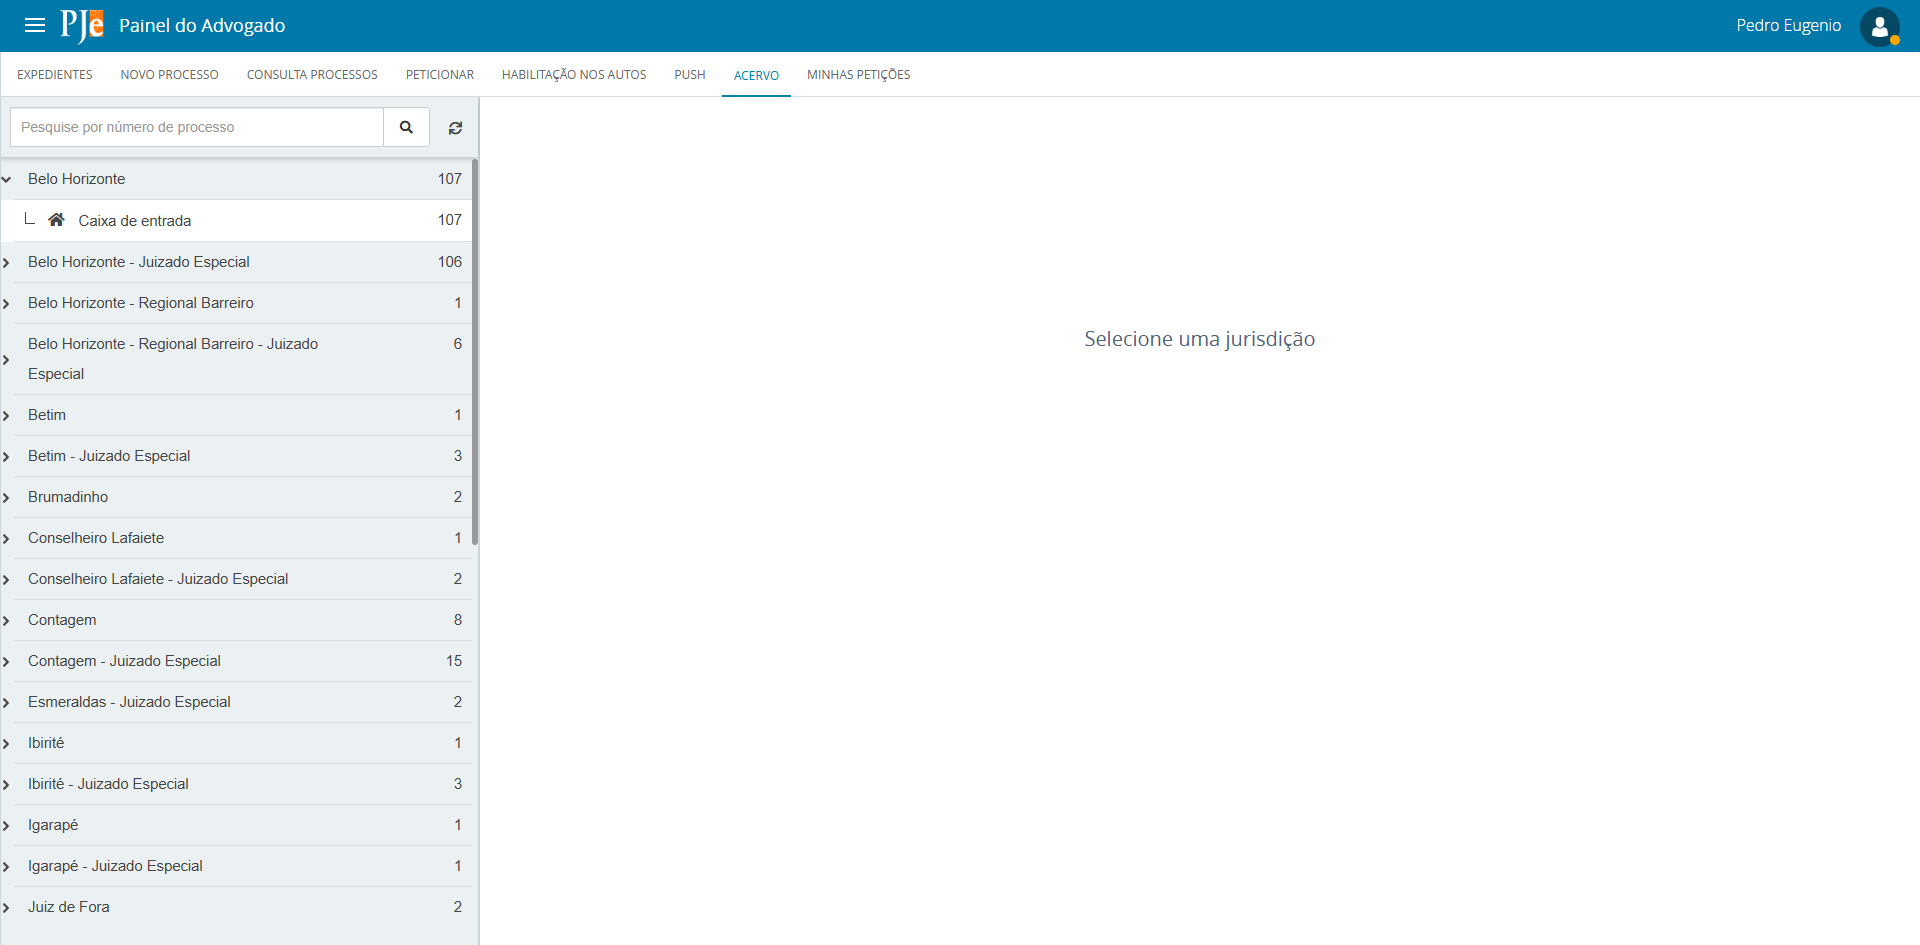 PJe Painel do Advogado Pedro Eugenio
EXPEDIENTES NOVO PROCESSO CONSULTA PROCESSOS PETICIONAR HABILITAÇÃO NOS AUTOS PUSH ACERVO MINHAS PETIÇÕES
Pesquise por número de processo
Belo Horizonte 107
Caixa de entrada 107
Belo Horizonte - Juizado Especial 106
Belo Horizonte - Regional Barreiro 1
Belo Horizonte - Regional Barreiro - Juizado 6
Especial
Betim 1
Betim - Juizado Especial 3
Brumadinho 2
Conselheiro Lafaiete 1
Conselheiro Lafaiete - Juizado Especial 2
Contagem 8
Contagem - Juizado Especial 15
Esmeraldas - Juizado Especial 2
Ibirité 1
Ibirité - Juizado Especial 3
Igarapé 1
Igarapé - Juizado Especial 1
Juiz de Fora 2
Selecione uma jurisdição